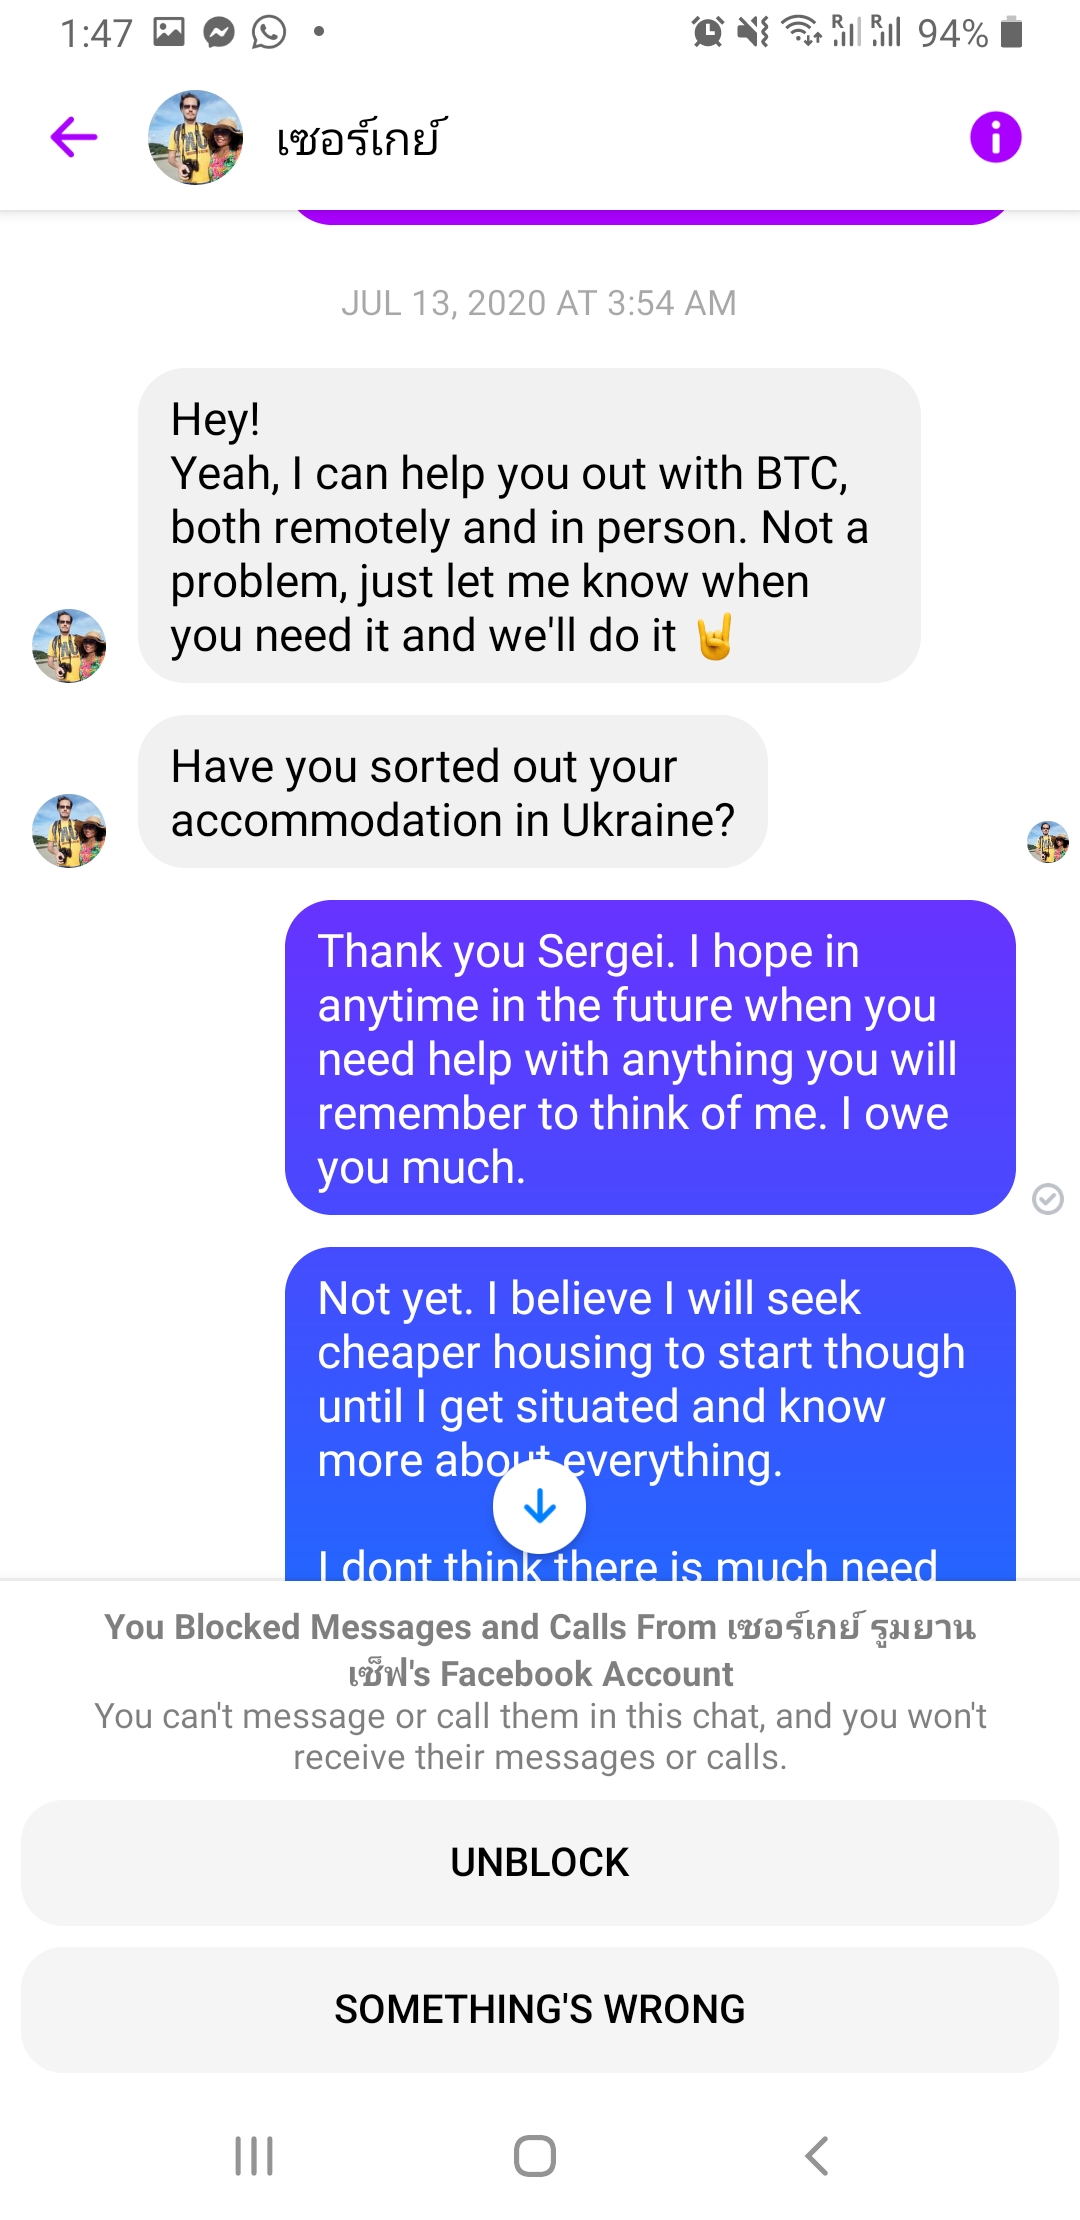 1:47
R R 94%
เซอร์เกย์
JUL 13, 2020 AT 3:54 AM
Hey!
Yeah, I can help you out with BTC,
both remotely and in person. Not a
problem, just let me know when
you need it and we'll do it 🤘
Have you sorted out your
accommodation in Ukraine?
Thank you Sergei. I hope in
anytime in the future when you
need help with anything you will
remember to think of me. I owe
you much.
Not yet. I believe I will seek
cheaper housing to start though
until I get situated and know
more about everything.
I dont think there is much need
You Blocked Messages and Calls From เซอร์เกย์ รูมยาน
เซ็ฟ's Facebook Account
You can't message or call them in this chat, and you won't
receive their messages or calls.
UNBLOCK
SOMETHING'S WRONG